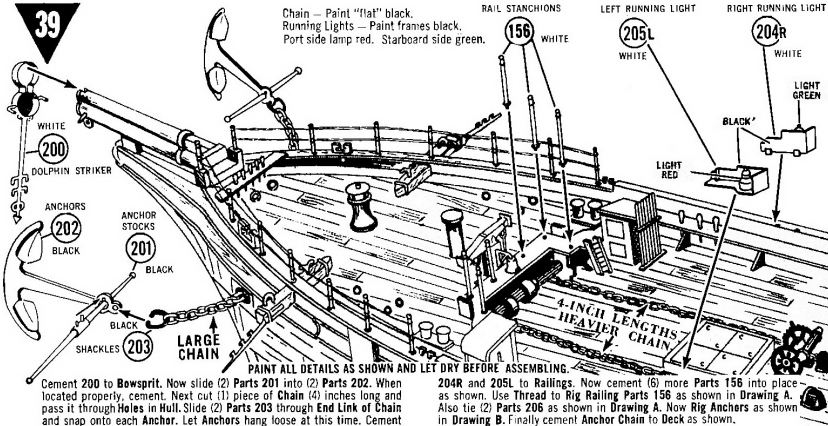 39
Chain — Paint "flat" black.
Running Lights — Paint frames black.
Port side lamp red. Starboard side green.
RAIL STANCHIONS
156
WHITE
LEFT RUNNING LIGHT
205L
WHITE
RIGHT RUNNING LIGHT
204R
WHITE
LIGHT
GREEN
BLACK
LIGHT
RED
WHITE
200
DOLPHIN STRIKER
ANCHORS
202
BLACK
ANCHOR
STOCKS
201
BLACK
BLACK
SHACKLES 203
LARGE
CHAIN
4-INCH LENGTHS
HEAVIER CHAIN
PAINT ALL DETAILS AS SHOWN AND LET DRY BEFORE ASSEMBLING.
Cement 200 to Bowsprit. Now slide (2) Parts 201 into (2) Parts 202. When
located properly, cement. Next cut (1) piece of Chain (4) inches long and
pass it through Holes in Hull. Slide (2) Parts 203 through End Link of Chain
and snap onto each Anchor. Let Anchors hang loose at this time. Cement
204R and 205L to Railings. Now cement (6) more Parts 156 into place
as shown. Use Thread to Rig Railing Parts 156 as shown in Drawing A.
Also tie (2) Parts 206 as shown in Drawing A. Now Rig Anchors as shown
in Drawing B. Finally cement Anchor Chain to Deck as shown.